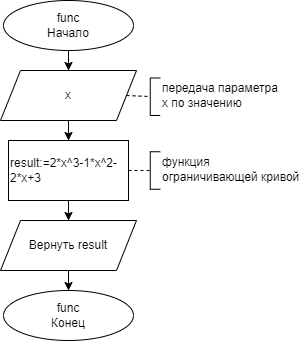 func
Начало
x
передача параметра
x по значению
result:=2*x^3-1*x^2-
2*x+3
функция
ограничивающей кривой
Вернуть result
func
Конец